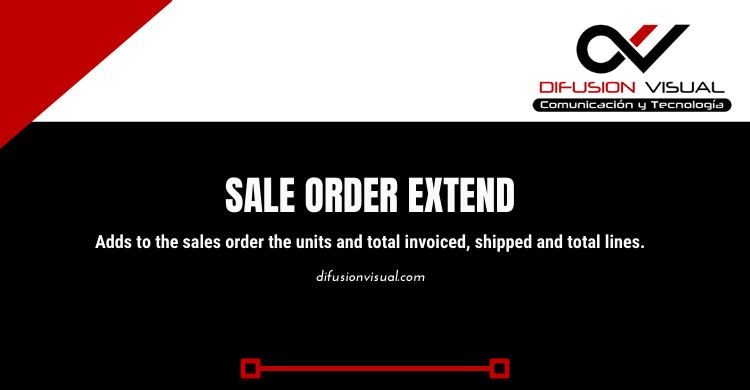 DIFUSION VISUAL
Comunicación y Tecnología
SALE ORDER EXTEND
Adds to the sales order the units and total invoiced, shipped and total lines.
difusionvisual.com